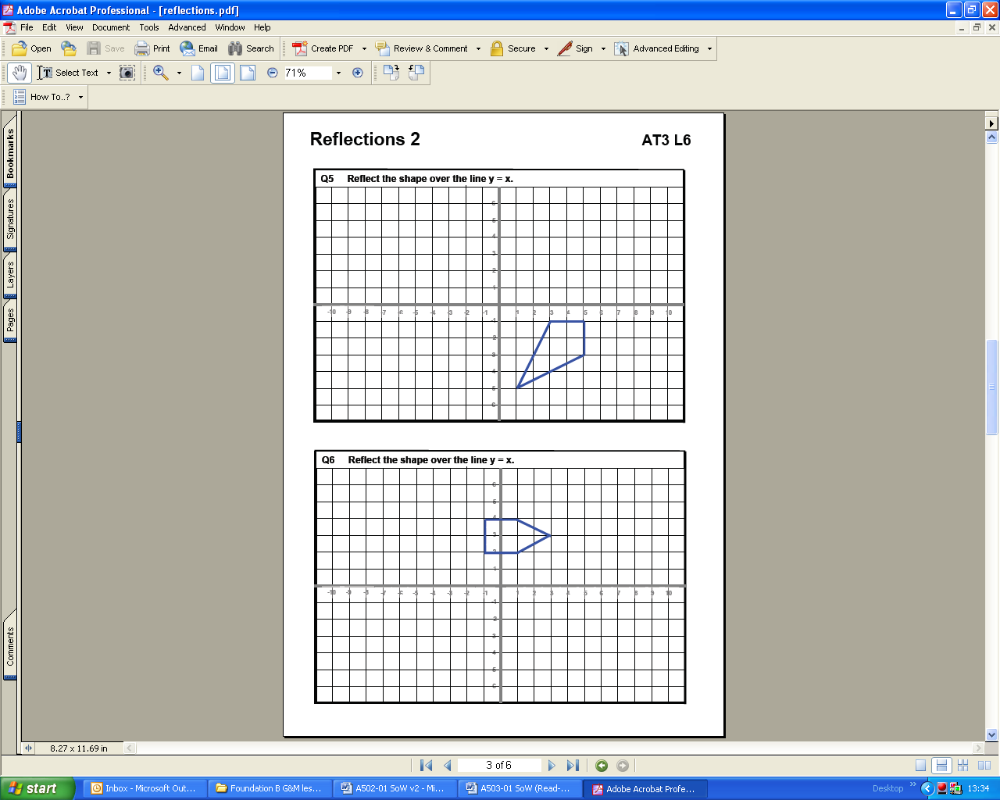 Adobe Acrobat Professional - [reflections.pdf]
File Edit View Document Tools Advanced Window Help
Open Save Print Email Search Create PDF Review & Comment Secure Sign Advanced Editing
Select Text 71%
How To..?
Bookmarks
Signatures
Layers
Pages
Comments
Reflections 2 AT3 L6
Q5 Reflect the shape over the line y = x.
6
5
4
3
2
1
-10 -9 -8 -7 -6 -5 -4 -3 -2 -1 1 2 3 4 5 6 7 8 9 10
-1
2
3
4
5
6
Q6 Reflect the shape over the line y = x.
6
5
4
3
2
1
-10 -9 -8 -7 -6 -5 -4 -3 -2 -1 1 2 3 4 5 6 7 8 9 10
-1
2
3
4
5
6
8.27 x 11.69 in
3 of 6
start Inbox - Microsoft Out... Foundation B G&M les... A502-01 SoW v2 - Mi... A503-01 SoW (Read-... Adobe Acrobat Profe... Desktop 13:34